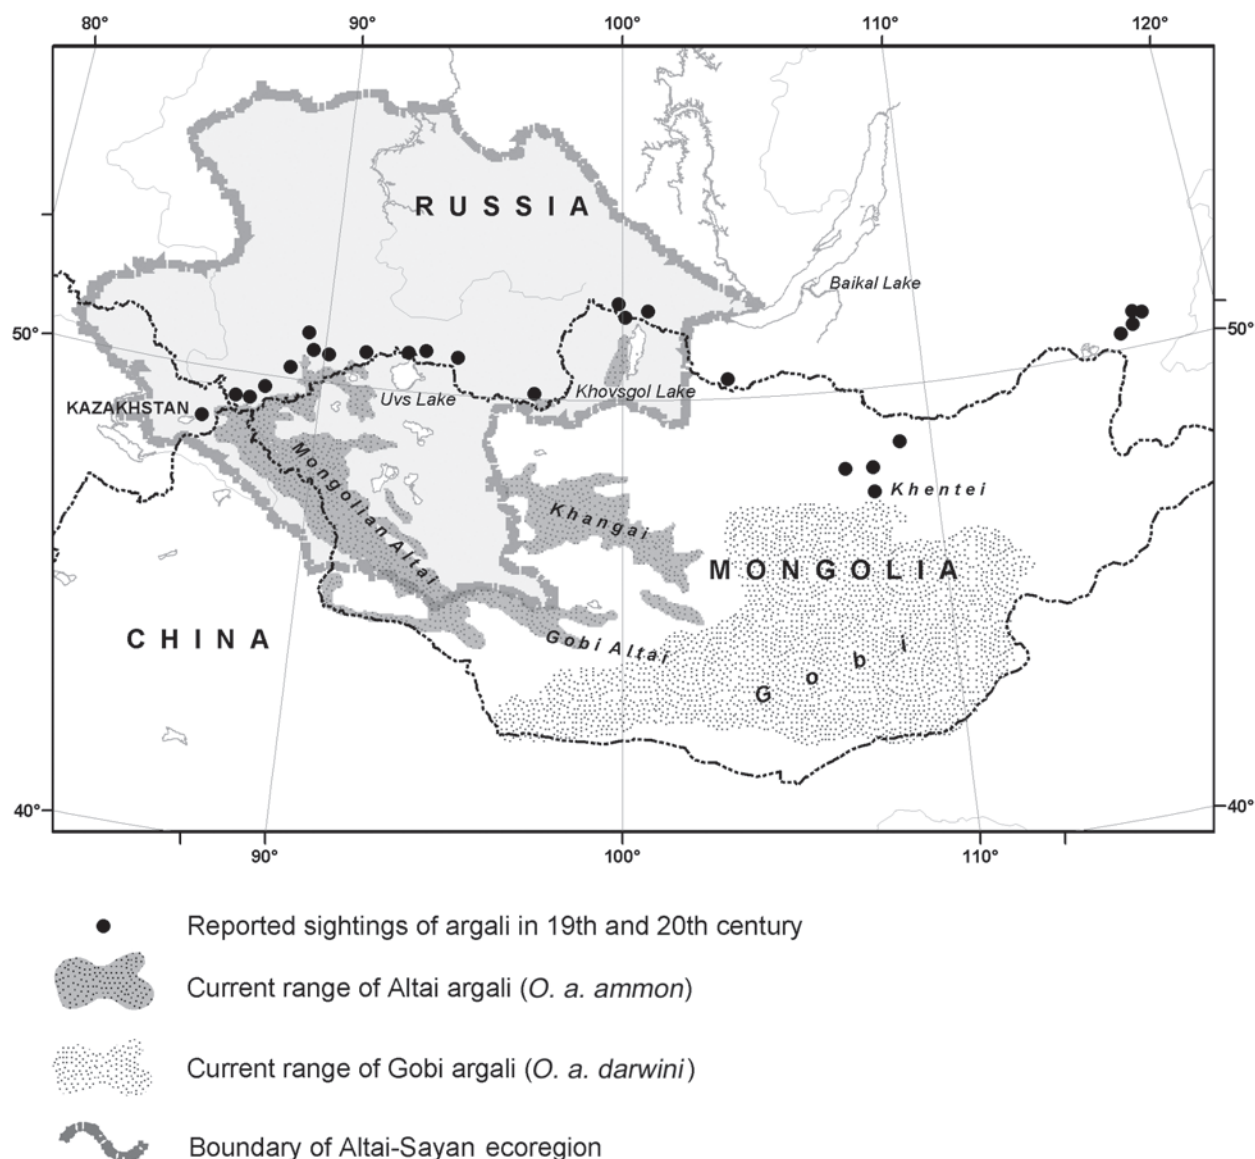 80° 90° 100° 110° 120°
RUSSIA
Baikal Lake
50° 50°
KAZAKHSTAN
Uvs Lake
Khovsgol Lake
Mongolian Altai
Khentei
Khangai
MONGOLIA
CHINA
Gobi Altai
Gobi
40° 40°
90° 100° 110°
Reported sightings of argali in 19th and 20th century
Current range of Altai argali (O. a. ammon)
Current range of Gobi argali (O. a. darwini)
Boundary of Altai-Sayan ecoregion